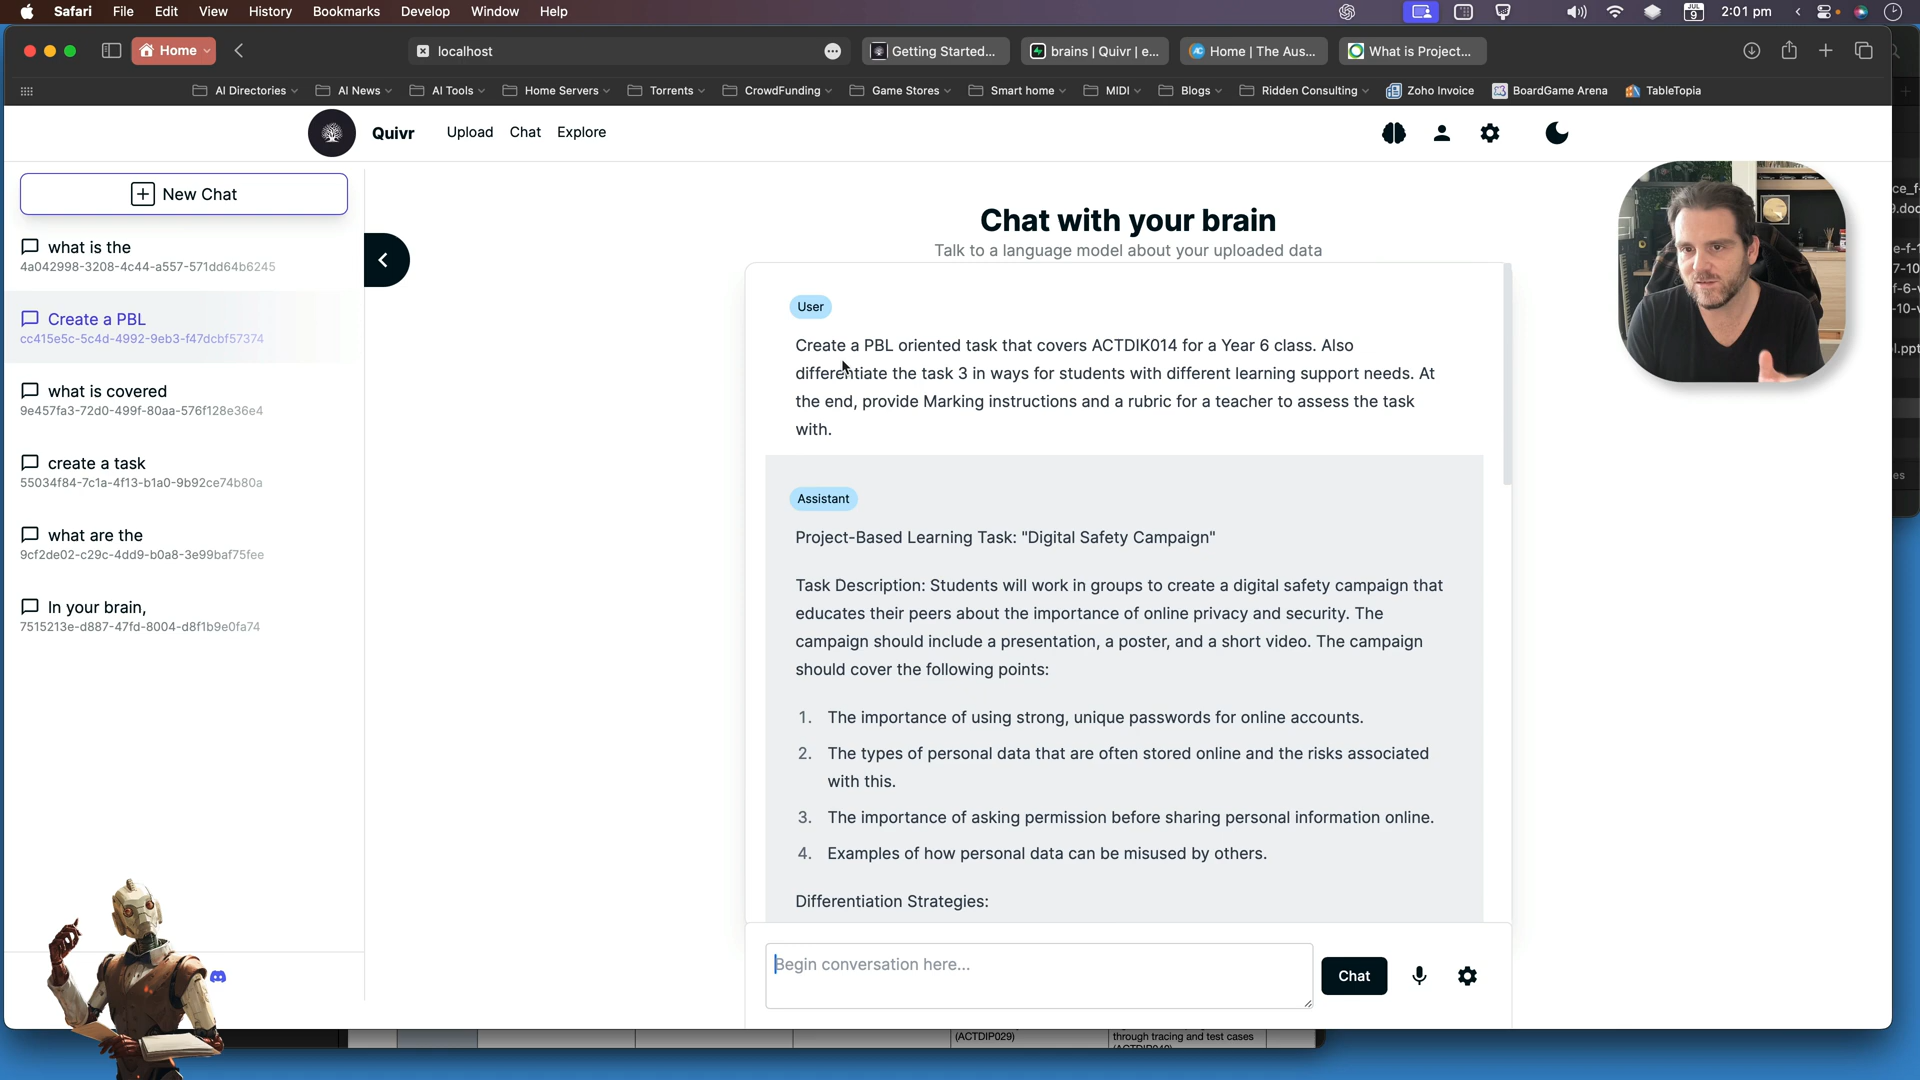 Safari File Edit View History Bookmarks Develop Window Help
JUL 9 2:01 pm
Home
localhost
Getting Started...
brains | Quivr | e...
Home | The Aus...
What is Project...
AI Directories
AI News
AI Tools
Home Servers
Torrents
CrowdFunding
Game Stores
Smart home
MIDI
Blogs
Ridden Consulting
Zoho Invoice
BoardGame Arena
TableTopia
Quivr
Upload Chat Explore
New Chat
what is the
4a042998-3208-4c44-a557-571dd64b6245
Create a PBL
cc415e5c-5c4d-4992-9eb3-f47dcbf57374
what is covered
9e457fa3-72d0-499f-80aa-576f128e36e4
create a task
55034f84-7c1a-4f13-b1a0-9b92ce74b80a
what are the
9cf2de02-c29c-4dd9-b0a8-3e99baf75fee
In your brain,
7515213e-d887-47fd-8004-d8f1b9e0fa74
Chat with your brain
Talk to a language model about your uploaded data
User
Create a PBL oriented task that covers ACTDIK014 for a Year 6 class. Also
differentiate the task 3 in ways for students with different learning support needs. At
the end, provide Marking instructions and a rubric for a teacher to assess the task
with.
Assistant
Project-Based Learning Task: "Digital Safety Campaign"
Task Description: Students will work in groups to create a digital safety campaign that
educates their peers about the importance of online privacy and security. The
campaign should include a presentation, a poster, and a short video. The campaign
should cover the following points:
1. The importance of using strong, unique passwords for online accounts.
2. The types of personal data that are often stored online and the risks associated
with this.
3. The importance of asking permission before sharing personal information online.
4. Examples of how personal data can be misused by others.
Differentiation Strategies:
Begin conversation here...
Chat
(ACTDIP029)
through tracing and test cases